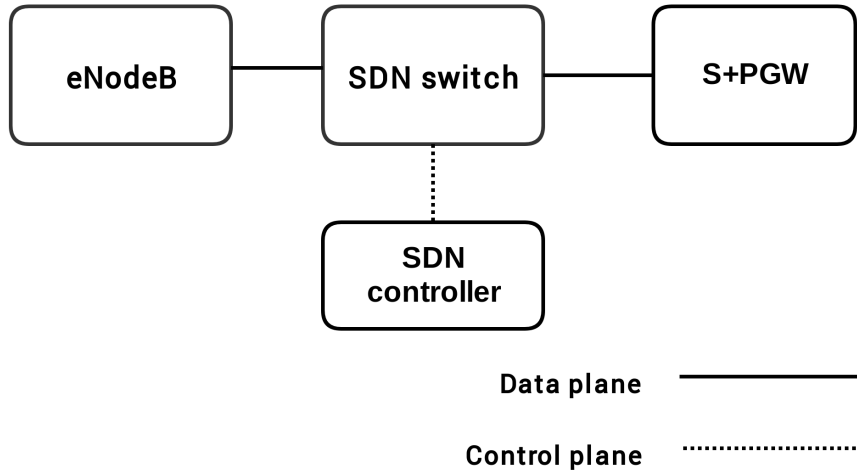 eNodeB
SDN switch
S+PGW
SDN
controller
Data plane
Control plane